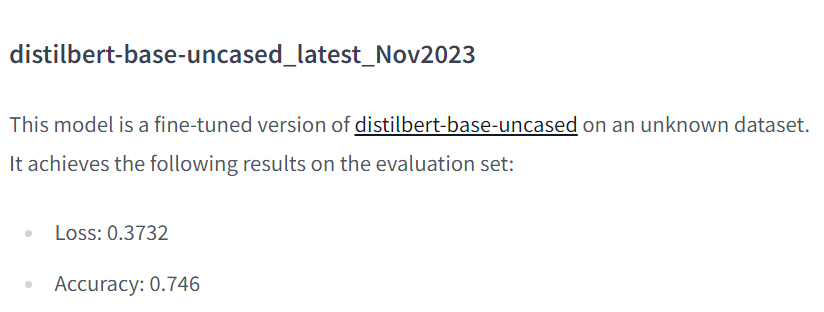 distilbert-base-uncased_latest_Nov2023
This model is a fine-tuned version of distilbert-base-uncased on an unknown dataset.
It achieves the following results on the evaluation set:
Loss: 0.3732
Accuracy: 0.746